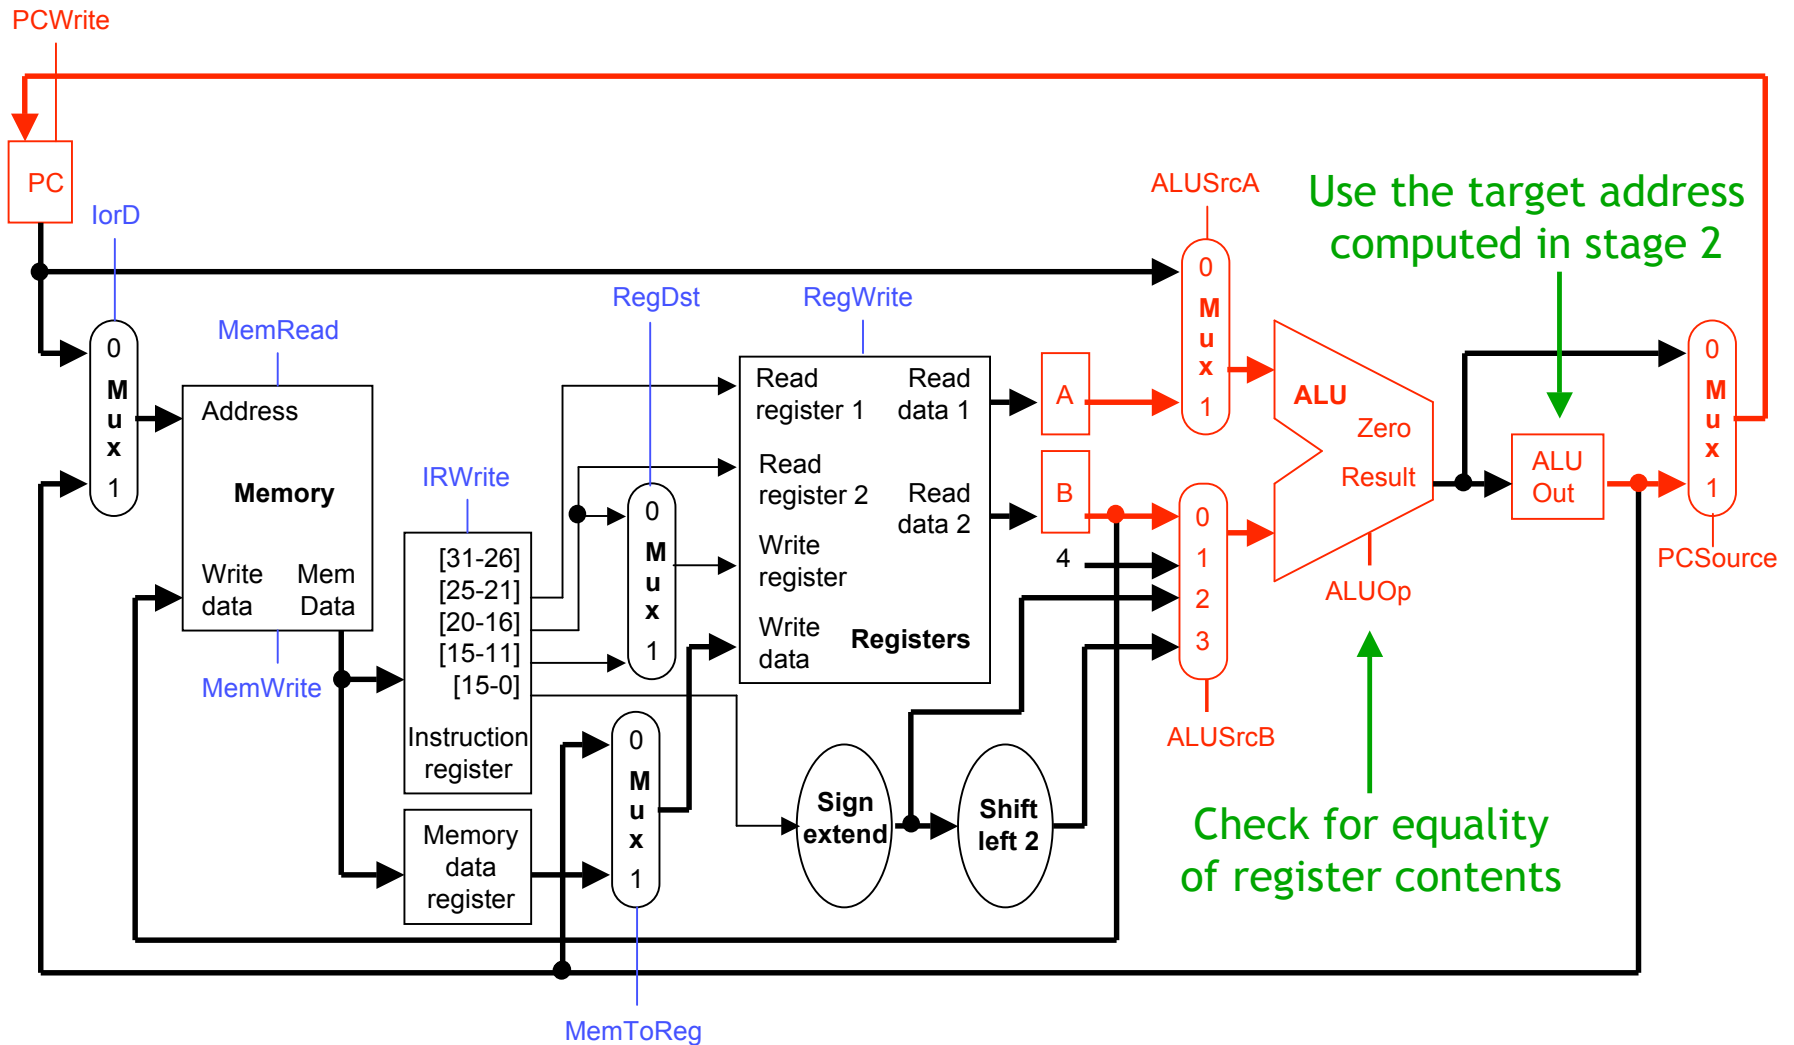 PCWrite
PC
IorD
0
M
u
x
1
MemRead
Address
Memory
Write
data
Mem
Data
MemWrite
IRWrite
[31-26]
[25-21]
[20-16]
[15-11]
[15-0]
Instruction
register
Memory
data
register
RegDst
0
M
u
x
1
0
M
u
x
1
MemToReg
RegWrite
Read
register 1
Read
data 1
Read
register 2
Read
data 2
Write
register
Write
data
Registers
Sign
extend
Shift
left 2
A
B
4
ALUSrcA
0
M
u
x
1
0
1
2
3
ALUSrcB
ALU
Zero
Result
ALUOp
Check for equality
of register contents
Use the target address
computed in stage 2
ALU
Out
0
M
u
x
1
PCSource